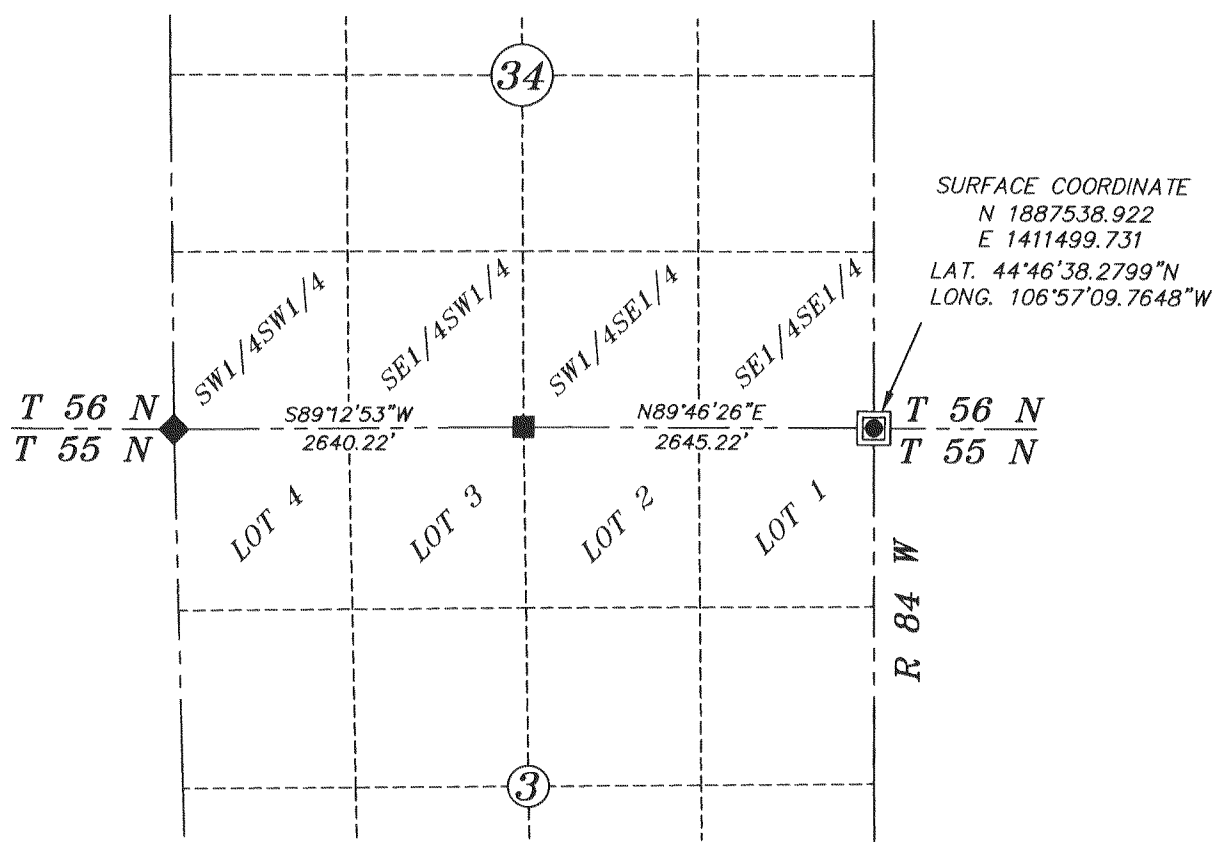 34
SURFACE COORDINATE
N 1887538.922
E 1411499.731
LAT. 44°46'38.2799"N
LONG. 106°57'09.7648"W
SW1/4SW1/4
SE1/4SW1/4
SW1/4SE1/4
SE1/4SE1/4
T 56 N
T 55 N
S89°12'53"W
2640.22'
N89°46'26"E
2645.22'
T 56 N
T 55 N
LOT 4
LOT 3
LOT 2
LOT 1
R 84 W
3